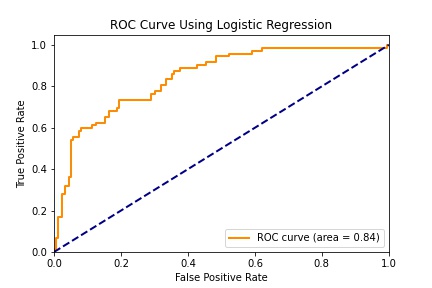 ROC Curve Using Logistic Regression
True Positive Rate
1.0
0.8
0.6
0.4
0.2
0.0
ROC curve (area = 0.84)
0.0 0.2 0.4 0.6 0.8 1.0
False Positive Rate